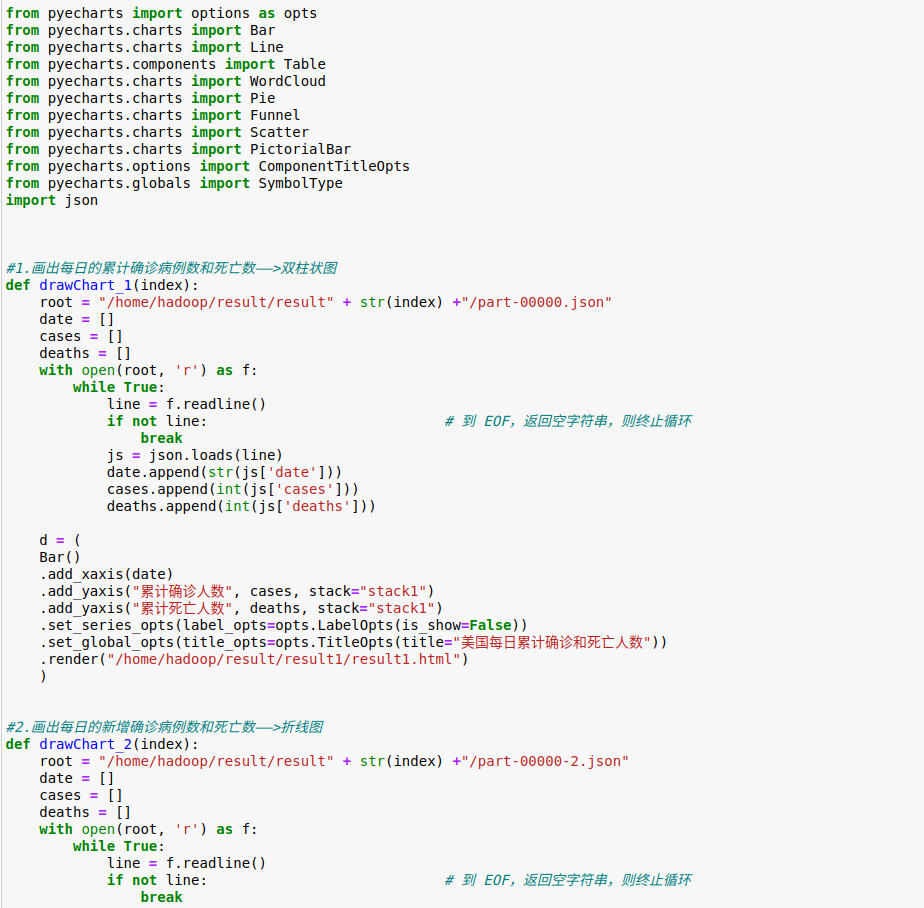 from pyecharts import options as opts
from pyecharts.charts import Bar
from pyecharts.charts import Line
from pyecharts.components import Table
from pyecharts.charts import WordCloud
from pyecharts.charts import Pie
from pyecharts.charts import Funnel
from pyecharts.charts import Scatter
from pyecharts.charts import PictorialBar
from pyecharts.options import ComponentTitleOpts
from pyecharts.globals import SymbolType
import json

#1.画出每日的累计确诊病例数和死亡数——>双柱状图
def drawChart_1(index):
    root = "/home/hadoop/result/result" + str(index) +"/part-00000.json"
    date = []
    cases = []
    deaths = []
    with open(root, 'r') as f:
        while True:
            line = f.readline()
            if not line:                            # 到 EOF，返回空字符串，则终止循环
                break
            js = json.loads(line)
            date.append(str(js['date']))
            cases.append(int(js['cases']))
            deaths.append(int(js['deaths']))

    d = (
    Bar()
    .add_xaxis(date)
    .add_yaxis("累计确诊人数", cases, stack="stack1")
    .add_yaxis("累计死亡人数", deaths, stack="stack1")
    .set_series_opts(label_opts=opts.LabelOpts(is_show=False))
    .set_global_opts(title_opts=opts.TitleOpts(title="美国每日累计确诊和死亡人数"))
    .render("/home/hadoop/result/result1/result1.html")
    )

#2.画出每日的新增确诊病例数和死亡数——>折线图
def drawChart_2(index):
    root = "/home/hadoop/result/result" + str(index) +"/part-00000-2.json"
    date = []
    cases = []
    deaths = []
    with open(root, 'r') as f:
        while True:
            line = f.readline()
            if not line:                            # 到 EOF，返回空字符串，则终止循环
                break